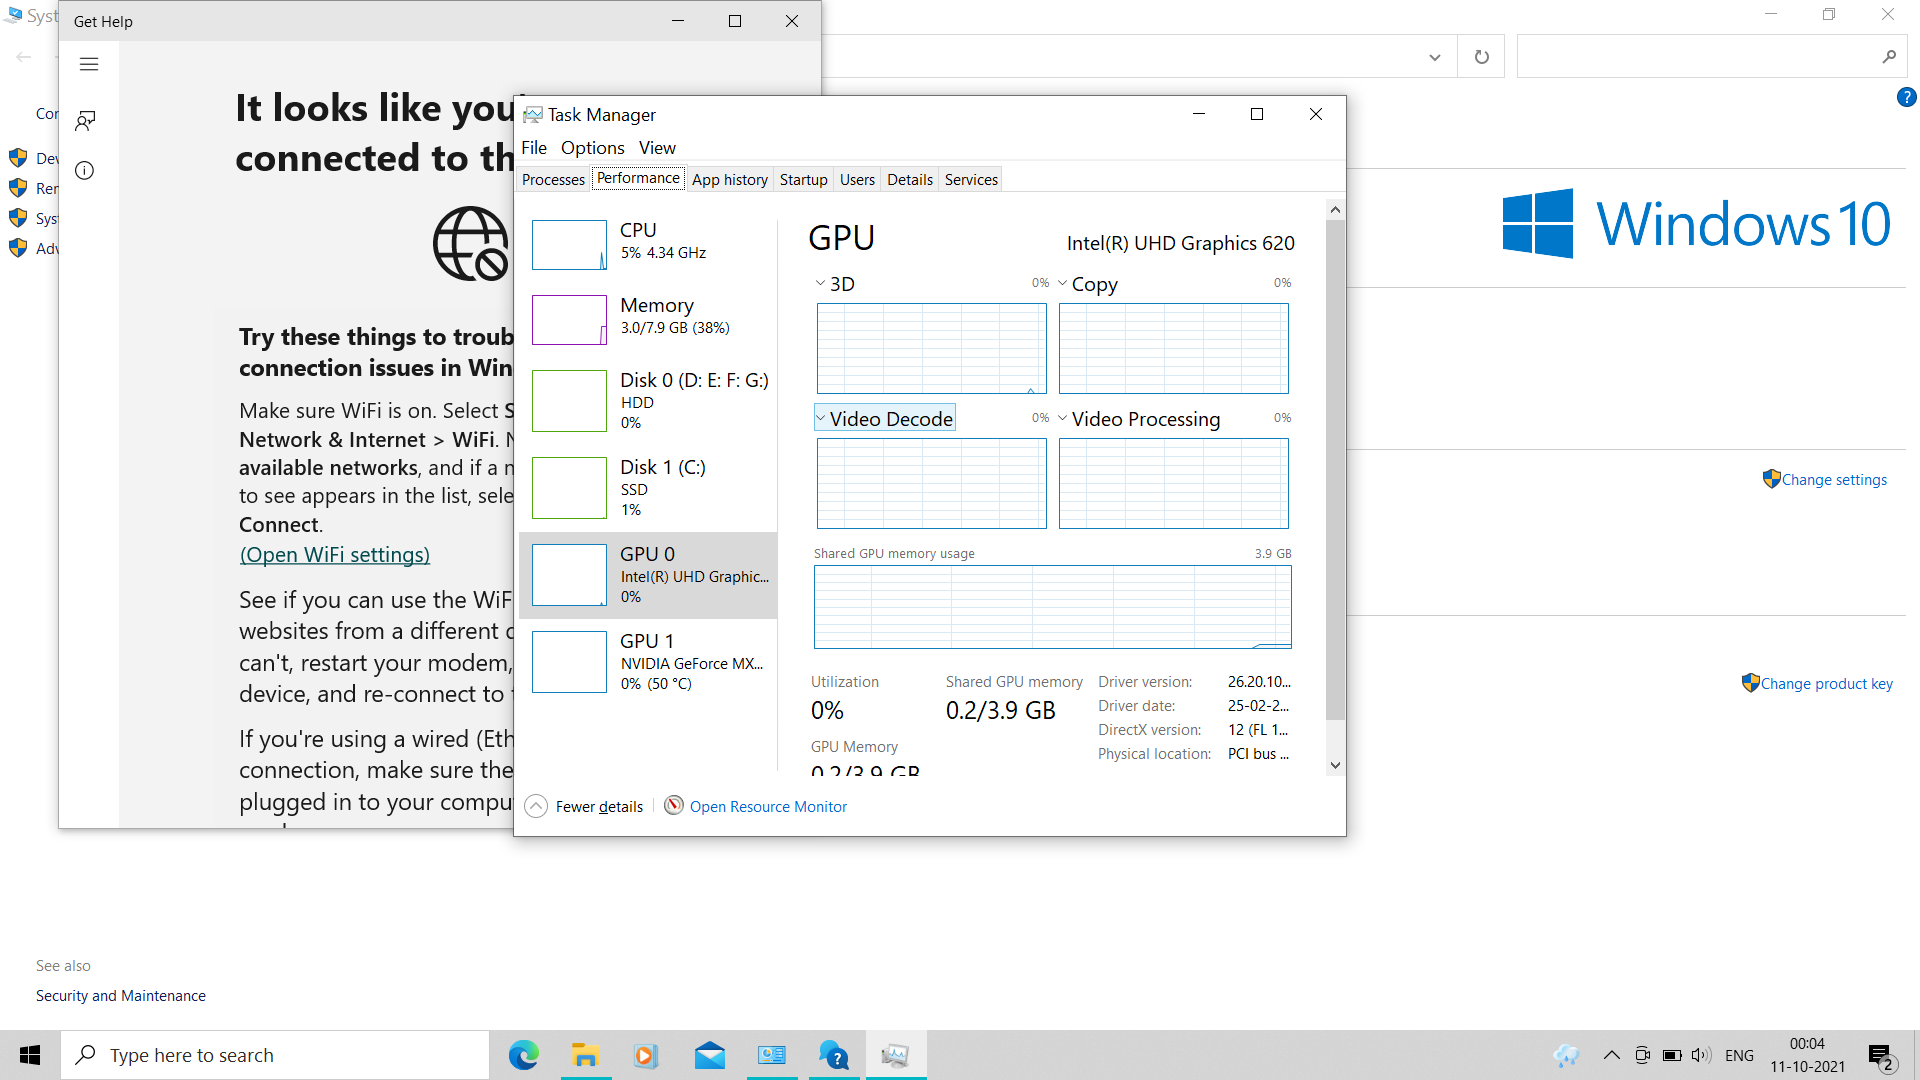 Syst
Get Help
Con
Dev
Ren
Syst
Adv
It looks like you'
connected to th
Try these things to troub
connection issues in Win
Make sure WiFi is on. Select S
Network & Internet > WiFi. N
available networks, and if a n
to see appears in the list, sele
Connect.
(Open WiFi settings)
See if you can use the WiF
websites from a different d
can't, restart your modem,
device, and re-connect to t
If you're using a wired (Eth
connection, make sure the
plugged in to your compu
Task Manager
File Options View
Processes Performance App history Startup Users Details Services
CPU
5% 4.34 GHz
Memory
3.0/7.9 GB (38%)
Disk 0 (D: E: F: G:)
HDD
0%
Disk 1 (C:)
SSD
1%
GPU 0
Intel(R) UHD Graphic...
0%
GPU 1
NVIDIA GeForce MX...
0% (50 °C)
GPU
Intel(R) UHD Graphics 620
3D 0% Copy 0%
Video Decode 0% Video Processing 0%
Shared GPU memory usage 3.9 GB
Utilization
0%
Shared GPU memory
0.2/3.9 GB
GPU Memory
0.2/3.9 GB
Driver version: 26.20.10...
Driver date: 25-02-2...
DirectX version: 12 (FL 1...
Physical location: PCI bus ...
Fewer details
Open Resource Monitor
?
Windows 10
Change settings
Change product key
See also
Security and Maintenance
Type here to search
ENG
00:04
11-10-2021
2